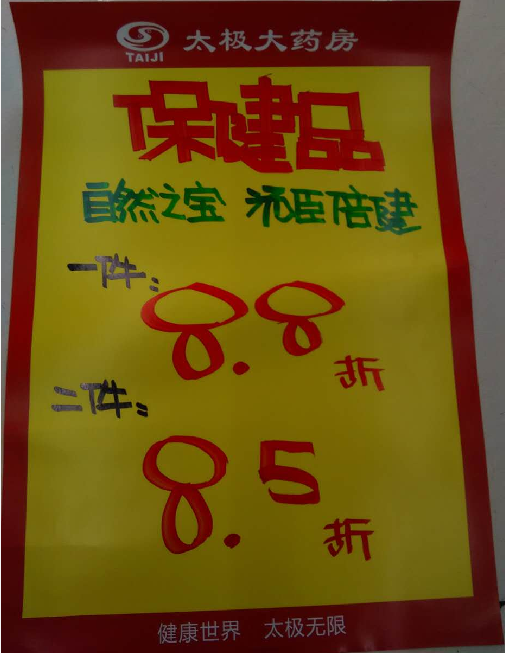 太极大药房
TAIJI
保健品
自然之宝 汤臣倍健
一件:
8.8折
二件:
8.5折
健康世界 太极无限